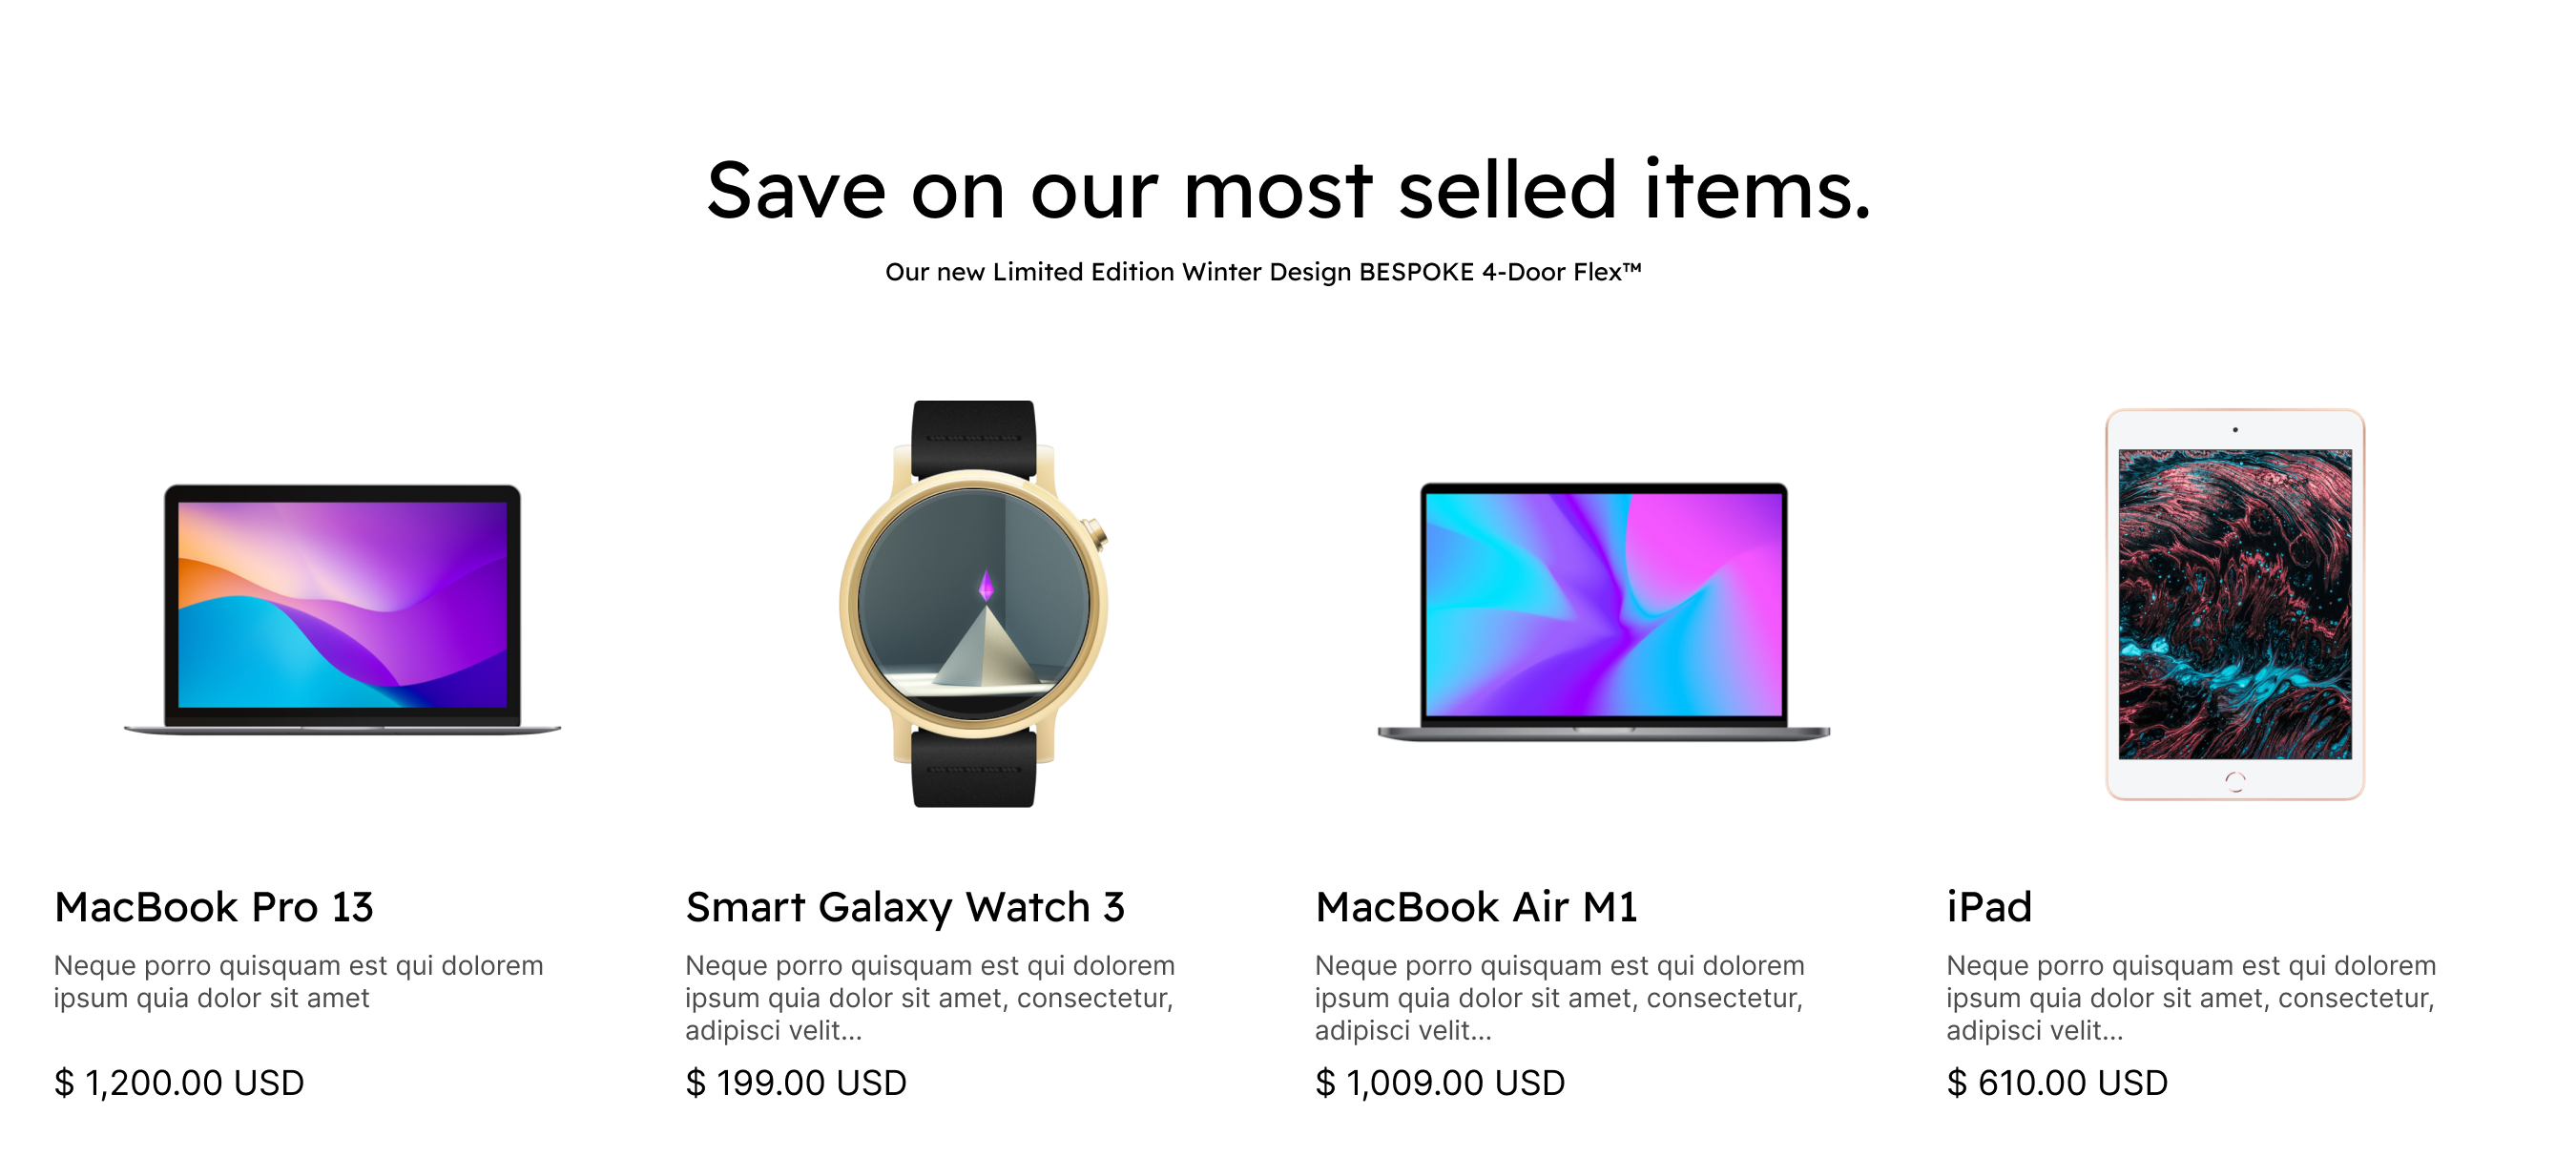 Save on our most selled items.
Our new Limited Edition Winter Design BESPOKE 4-Door Flex™
MacBook Pro 13
Neque porro quisquam est qui dolorem
ipsum quia dolor sit amet
$ 1,200.00 USD
Smart Galaxy Watch 3
Neque porro quisquam est qui dolorem
ipsum quia dolor sit amet, consectetur,
adipisci velit...
$ 199.00 USD
MacBook Air M1
Neque porro quisquam est qui dolorem
ipsum quia dolor sit amet, consectetur,
adipisci velit...
$ 1,009.00 USD
iPad
Neque porro quisquam est qui dolorem
ipsum quia dolor sit amet, consectetur,
adipisci velit...
$ 610.00 USD